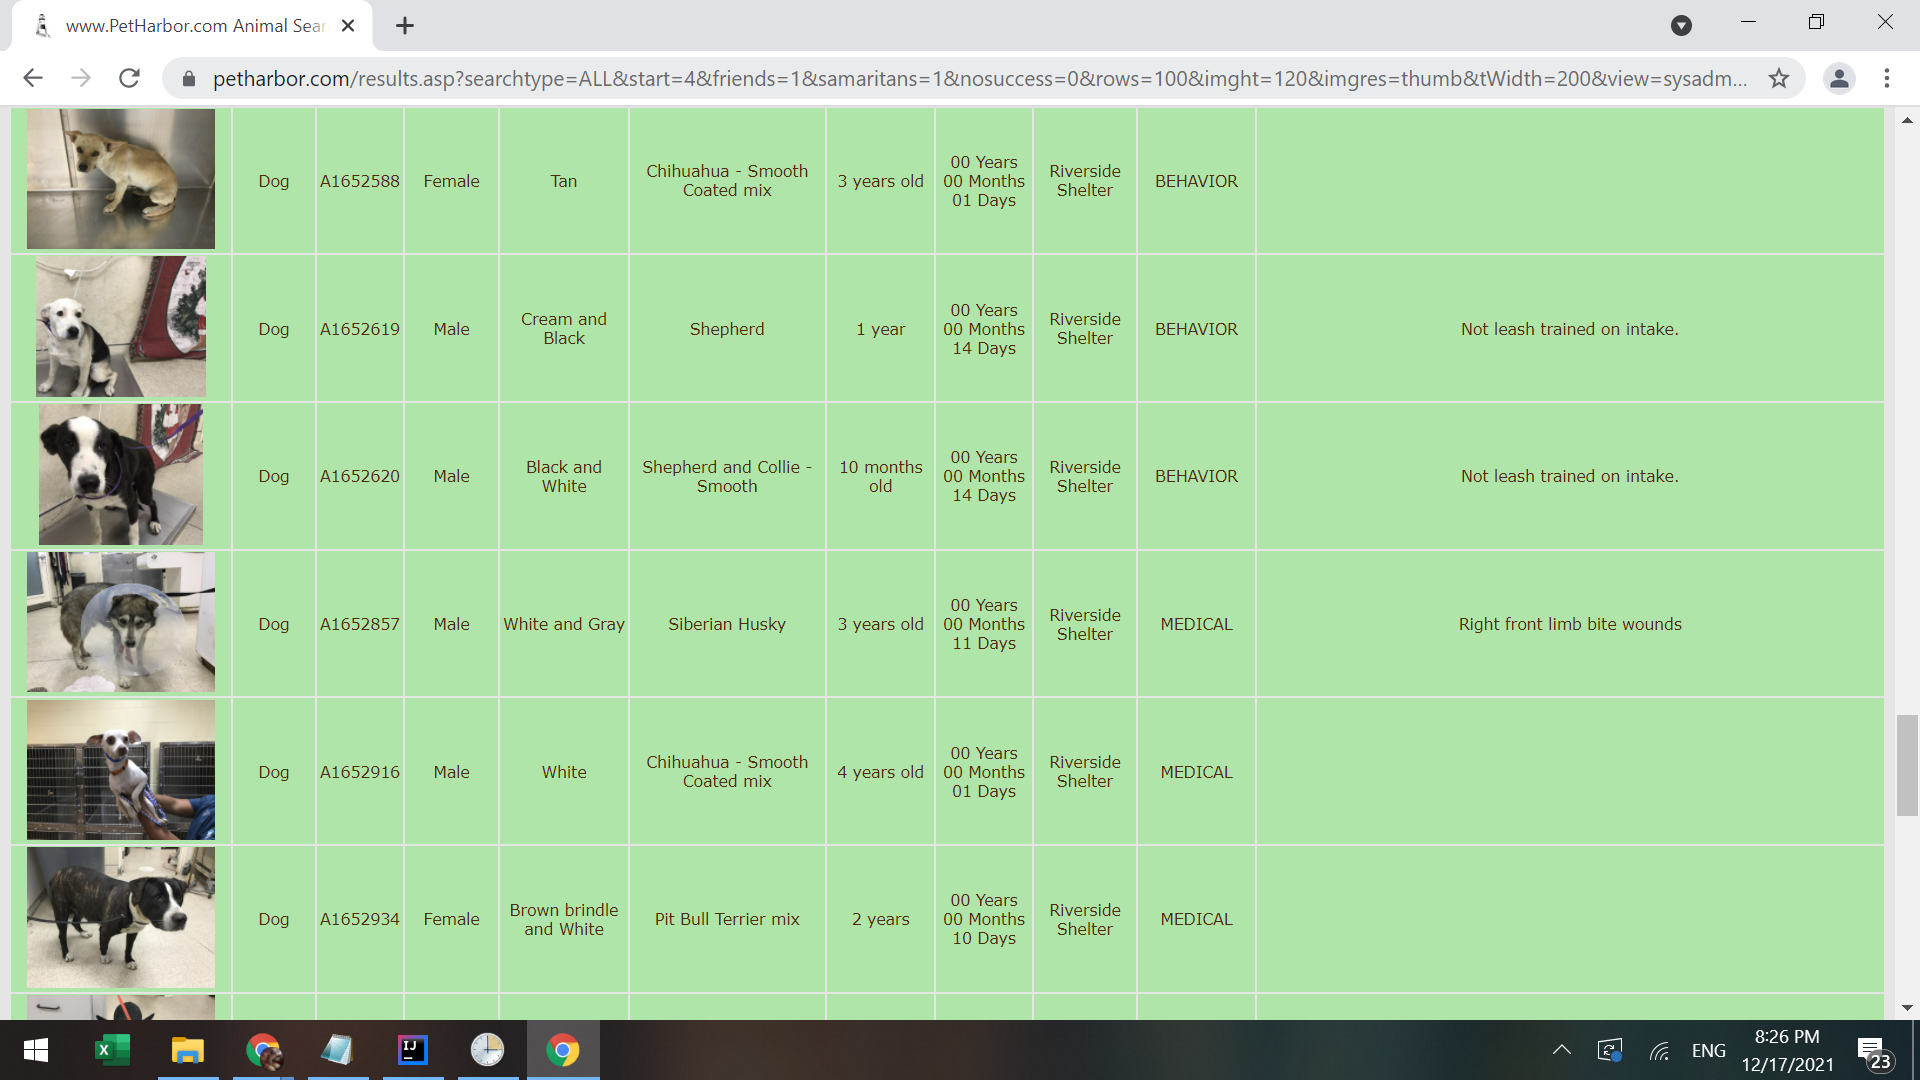 www.PetHarbor.com Animal Sear
petharbor.com/results.asp?searchtype=ALL&start=4&friends=1&samaritans=1&nosuccess=0&rows=100&imght=120&imgres=thumb&tWidth=200&view=sysadm...
Dog
A1652588
Female
Tan
Chihuahua - Smooth
Coated mix
3 years old
00 Years
00 Months
01 Days
Riverside
Shelter
BEHAVIOR
Dog
A1652619
Male
Cream and
Black
Shepherd
1 year
00 Years
00 Months
14 Days
Riverside
Shelter
BEHAVIOR
Not leash trained on intake.
Dog
A1652620
Male
Black and
White
Shepherd and Collie -
Smooth
10 months
old
00 Years
00 Months
14 Days
Riverside
Shelter
BEHAVIOR
Not leash trained on intake.
Dog
A1652857
Male
White and Gray
Siberian Husky
3 years old
00 Years
00 Months
11 Days
Riverside
Shelter
MEDICAL
Right front limb bite wounds
Dog
A1652916
Male
White
Chihuahua - Smooth
Coated mix
4 years old
00 Years
00 Months
01 Days
Riverside
Shelter
MEDICAL
Dog
A1652934
Female
Brown brindle
and White
Pit Bull Terrier mix
2 years
00 Years
00 Months
10 Days
Riverside
Shelter
MEDICAL
X
IJ
ENG
8:26 PM
12/17/2021
23